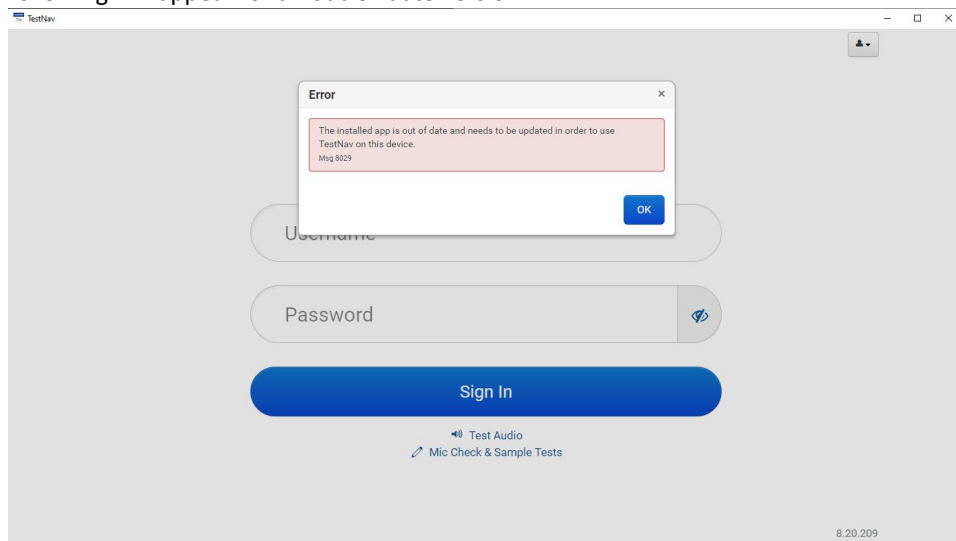 TestNav
Error
The installed app is out of date and needs to be updated in order to use
TestNav on this device.
Msg 8029
OK
Username
Password
Sign In
Test Audio
Mic Check & Sample Tests
8.20.209